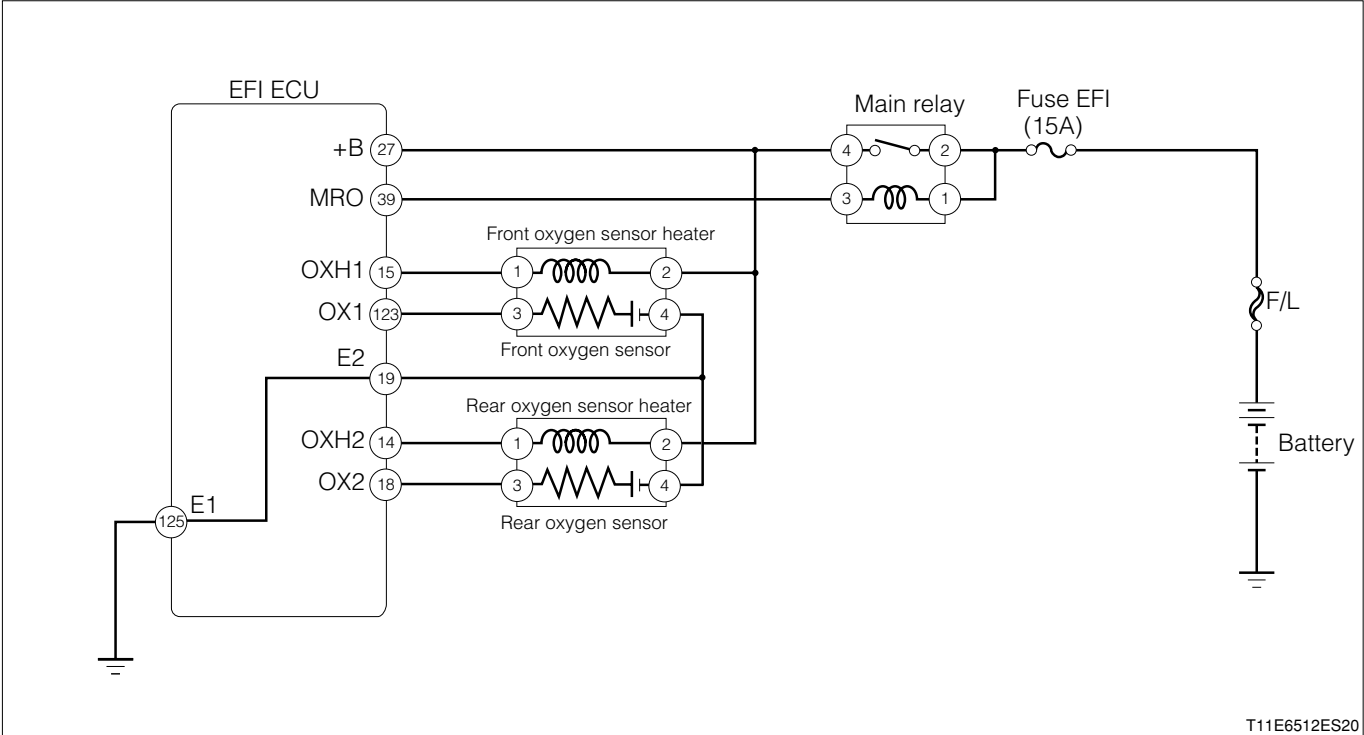 EFI ECU
Main relay
Fuse EFI
(15A)
+B 27
4 2
MRO 39
3 1
Front oxygen sensor heater
OXH1 15
1 2
OX1 123
3 4
Front oxygen sensor
F/L
E2
19
Rear oxygen sensor heater
OXH2 14
1 2
Battery
OX2 18
3 4
Rear oxygen sensor
E1
125
T11E6512ES20